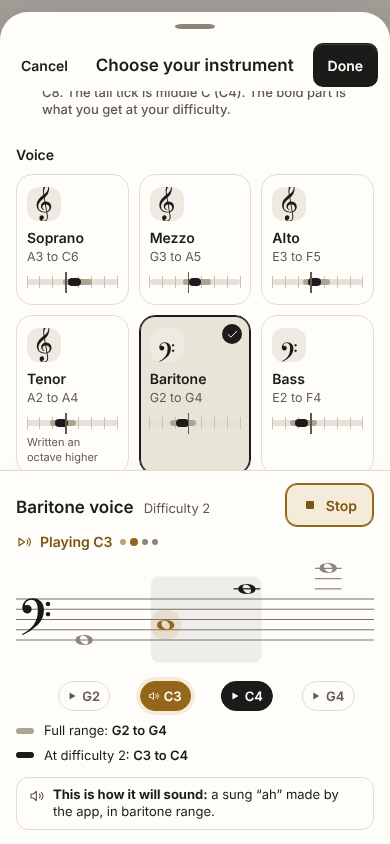 Cancel
Choose your instrument
Done
C8. The tall tick is middle C (C4). The bold part is
what you get at your difficulty.
Voice
Soprano
A3 to C6
Mezzo
G3 to A5
Alto
E3 to F5
Tenor
A2 to A4
Written an
octave higher
Baritone
G2 to G4
Bass
E2 to F4
Baritone voice
Difficulty 2
Stop
Playing C3
G2
C3
C4
G4
Full range: G2 to G4
At difficulty 2: C3 to C4
This is how it will sound: a sung “ah” made by
the app, in baritone range.